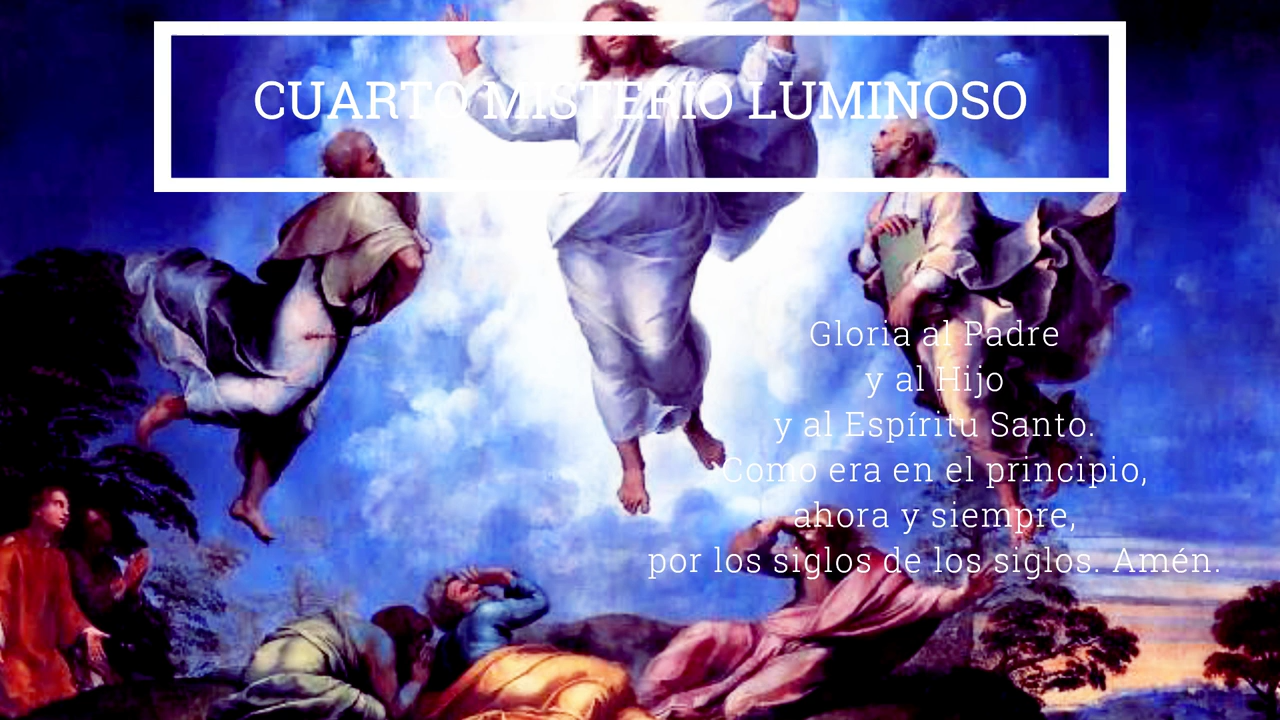 CUARTO MISTERIO LUMINOSO
Gloria al Padre
y al Hijo
y al Espíritu Santo.
Como era en el principio,
ahora y siempre,
por los siglos de los siglos. Amén.